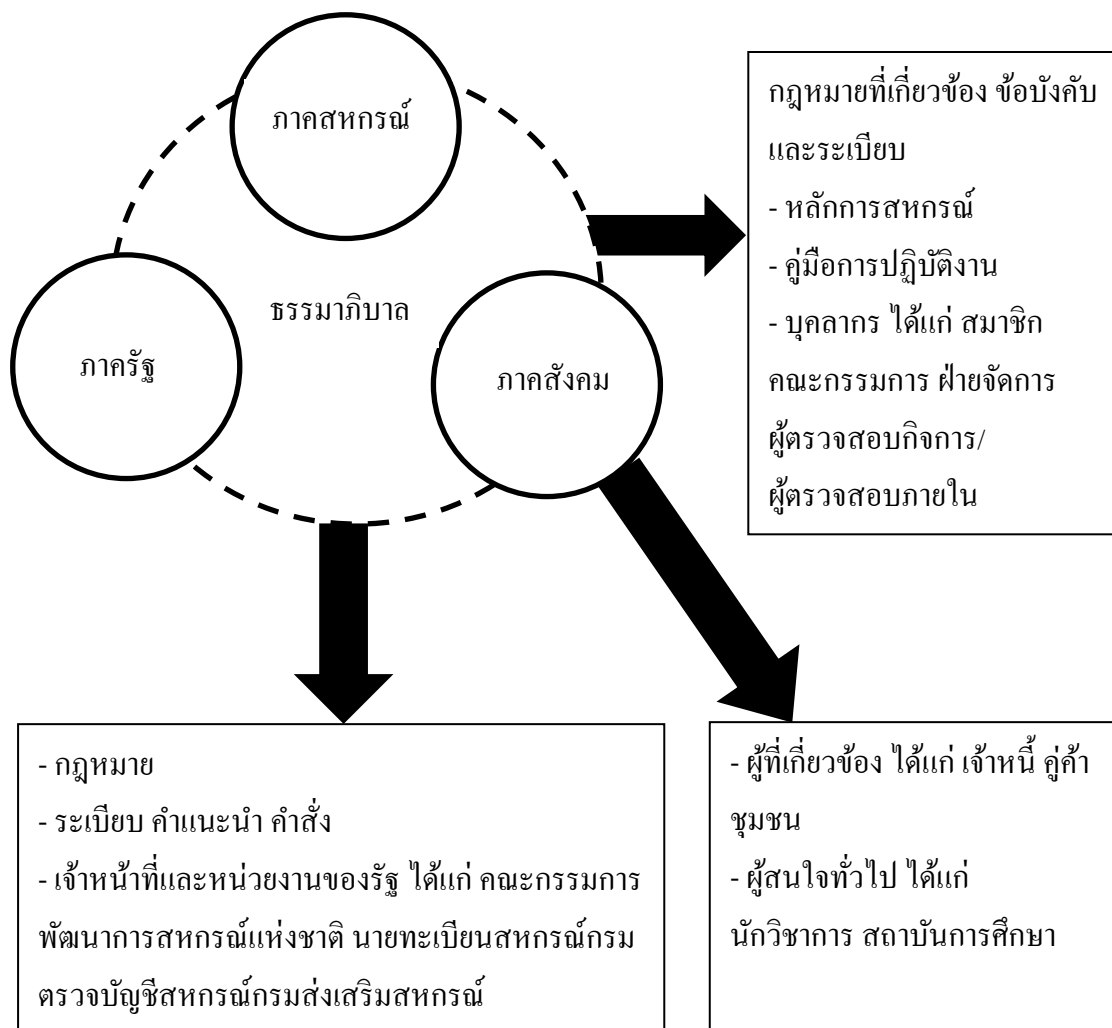 ภาคสหกรณ์
ธรรมาภิบาล
ภาครัฐ
ภาคสังคม
กฎหมายที่เกี่ยวข้อง ข้อบังคับ
และระเบียบ
- หลักการสหกรณ์
- คู่มือการปฏิบัติงาน
- บุคลากร ได้แก่ สมาชิก
คณะกรรมการ ฝ่ายจัดการ
ผู้ตรวจสอบกิจการ/
ผู้ตรวจสอบภายใน
- กฎหมาย
- ระเบียบ คำแนะนำ คำสั่ง
- เจ้าหน้าที่และหน่วยงานของรัฐ ได้แก่ คณะกรรมการ
พัฒนาการสหกรณ์แห่งชาติ นายทะเบียนสหกรณ์กรม
ตรวจบัญชีสหกรณ์กรมส่งเสริมสหกรณ์
- ผู้ที่เกี่ยวข้อง ได้แก่ เจ้าหนี้ คู่ค้า
ชุมชน
- ผู้สนใจทั่วไป ได้แก่
นักวิชาการ สถาบันการศึกษา